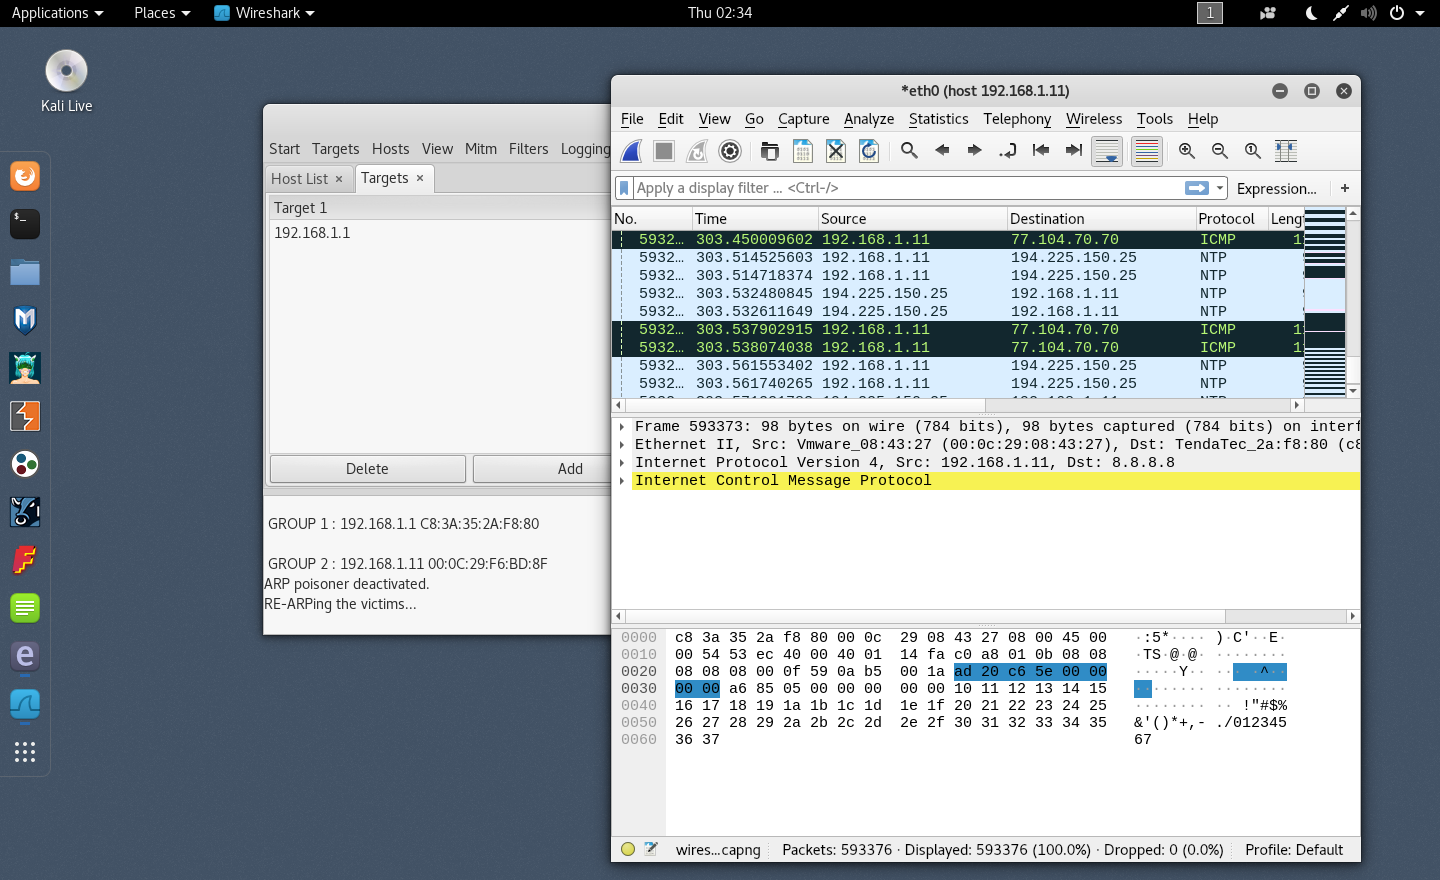 Applications Places Wireshark Thu 02:34 1
Kali Live
Start Targets Hosts View Mitm Filters Logging
Host List × Targets ×
Target 1
192.168.1.1
Delete Add
GROUP 1 : 192.168.1.1 C8:3A:35:2A:F8:80
GROUP 2 : 192.168.1.11 00:0C:29:F6:BD:8F
ARP poisoner deactivated.
RE-ARPing the victims...
*eth0 (host 192.168.1.11)
File Edit View Go Capture Analyze Statistics Telephony Wireless Tools Help
Apply a display filter ... <Ctrl-/> Expression... +
No. Time Source Destination Protocol Leng
5932... 303.450009602 192.168.1.11 77.104.70.70 ICMP
5932... 303.514525603 192.168.1.11 194.225.150.25 NTP
5932... 303.514718374 192.168.1.11 194.225.150.25 NTP
5932... 303.532480845 194.225.150.25 192.168.1.11 NTP
5932... 303.532611649 194.225.150.25 192.168.1.11 NTP
5932... 303.537902915 192.168.1.11 77.104.70.70 ICMP
5932... 303.538074038 192.168.1.11 77.104.70.70 ICMP
5932... 303.561553402 192.168.1.11 194.225.150.25 NTP
5932... 303.561740265 192.168.1.11 194.225.150.25 NTP
Frame 593373: 98 bytes on wire (784 bits), 98 bytes captured (784 bits) on interf
Ethernet II, Src: Vmware_08:43:27 (00:0c:29:08:43:27), Dst: TendaTec_2a:f8:80 (c8
Internet Protocol Version 4, Src: 192.168.1.11, Dst: 8.8.8.8
Internet Control Message Protocol
0000 c8 3a 35 2a f8 80 00 0c 29 08 43 27 08 00 45 00 ·:5*···· )·C'··E·
0010 00 54 53 ec 40 00 40 01 14 fa c0 a8 01 0b 08 08 ·TS·@·@· ········
0020 08 08 08 00 0f 59 0a b5 00 1a ad 20 c6 5e 00 00 ·····Y·· ··· ·^··
0030 00 00 a6 85 05 00 00 00 00 00 10 11 12 13 14 15 ········ ········
0040 16 17 18 19 1a 1b 1c 1d 1e 1f 20 21 22 23 24 25 ········ ·· !"#$%
0050 26 27 28 29 2a 2b 2c 2d 2e 2f 30 31 32 33 34 35 &'()*+,- ./012345
0060 36 37 67
wires...capng Packets: 593376 · Displayed: 593376 (100.0%) · Dropped: 0 (0.0%) Profile: Default